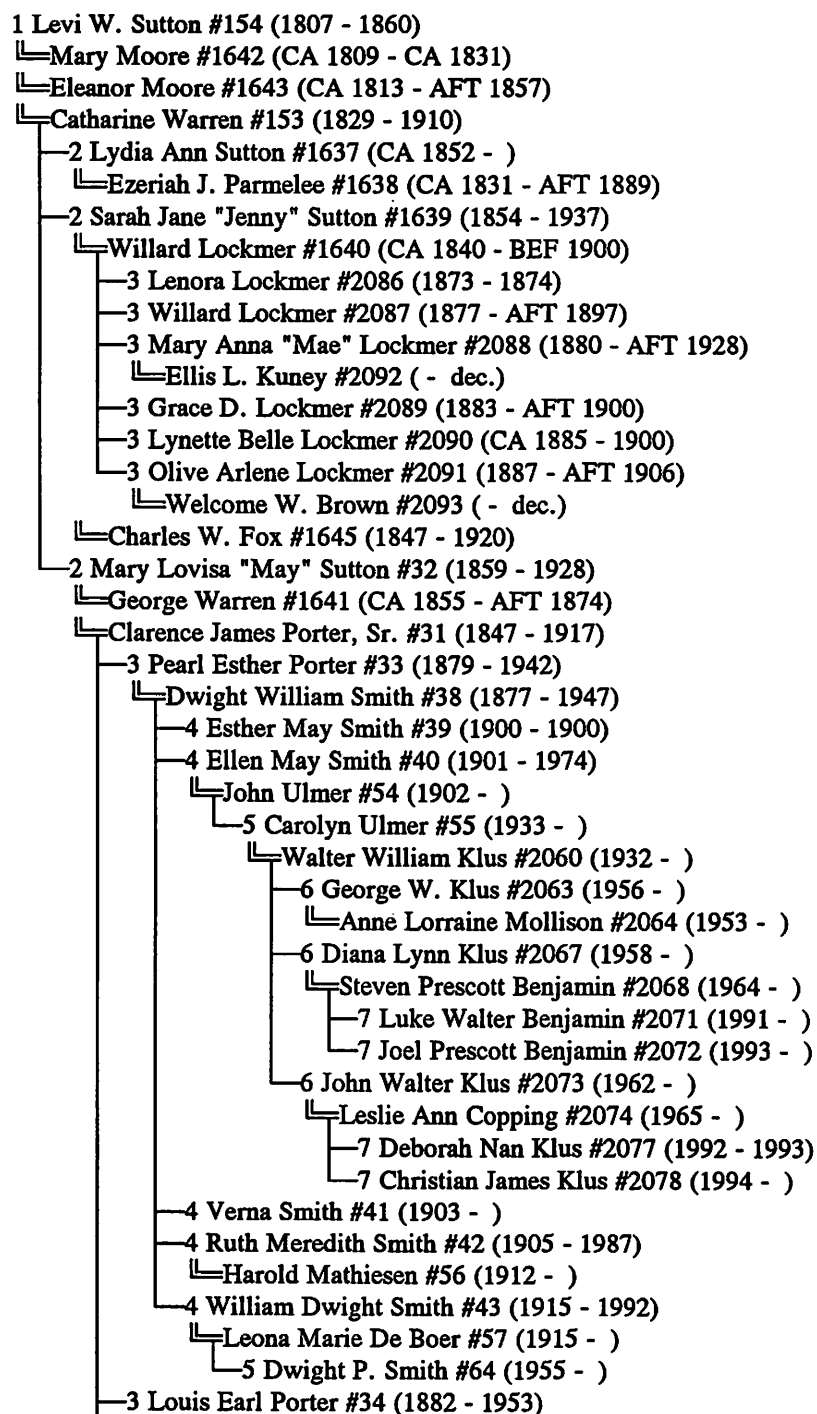 1 Levi W. Sutton #154 (1807 - 1860)
Mary Moore #1642 (CA 1809 - CA 1831)
Eleanor Moore #1643 (CA 1813 - AFT 1857)
Catharine Warren #153 (1829 - 1910)
2 Lydia Ann Sutton #1637 (CA 1852 - )
Ezeriah J. Parmelee #1638 (CA 1831 - AFT 1889)
2 Sarah Jane "Jenny" Sutton #1639 (1854 - 1937)
Willard Lockmer #1640 (CA 1840 - BEF 1900)
3 Lenora Lockmer #2086 (1873 - 1874)
3 Willard Lockmer #2087 (1877 - AFT 1897)
3 Mary Anna "Mae" Lockmer #2088 (1880 - AFT 1928)
Ellis L. Kuney #2092 ( - dec.)
3 Grace D. Lockmer #2089 (1883 - AFT 1900)
3 Lynette Belle Lockmer #2090 (CA 1885 - 1900)
3 Olive Arlene Lockmer #2091 (1887 - AFT 1906)
Welcome W. Brown #2093 ( - dec.)
Charles W. Fox #1645 (1847 - 1920)
2 Mary Lovisa "May" Sutton #32 (1859 - 1928)
George Warren #1641 (CA 1855 - AFT 1874)
Clarence James Porter, Sr. #31 (1847 - 1917)
3 Pearl Esther Porter #33 (1879 - 1942)
Dwight William Smith #38 (1877 - 1947)
4 Esther May Smith #39 (1900 - 1900)
4 Ellen May Smith #40 (1901 - 1974)
John Ulmer #54 (1902 - )
5 Carolyn Ulmer #55 (1933 - )
Walter William Klus #2060 (1932 - )
6 George W. Klus #2063 (1956 - )
Anne Lorraine Mollison #2064 (1953 - )
6 Diana Lynn Klus #2067 (1958 - )
Steven Prescott Benjamin #2068 (1964 - )
7 Luke Walter Benjamin #2071 (1991 - )
7 Joel Prescott Benjamin #2072 (1993 - )
6 John Walter Klus #2073 (1962 - )
Leslie Ann Copping #2074 (1965 - )
7 Deborah Nan Klus #2077 (1992 - 1993)
7 Christian James Klus #2078 (1994 - )
4 Verna Smith #41 (1903 - )
4 Ruth Meredith Smith #42 (1905 - 1987)
Harold Mathiesen #56 (1912 - )
4 William Dwight Smith #43 (1915 - 1992)
Leona Marie De Boer #57 (1915 - )
5 Dwight P. Smith #64 (1955 - )
3 Louis Earl Porter #34 (1882 - 1953)